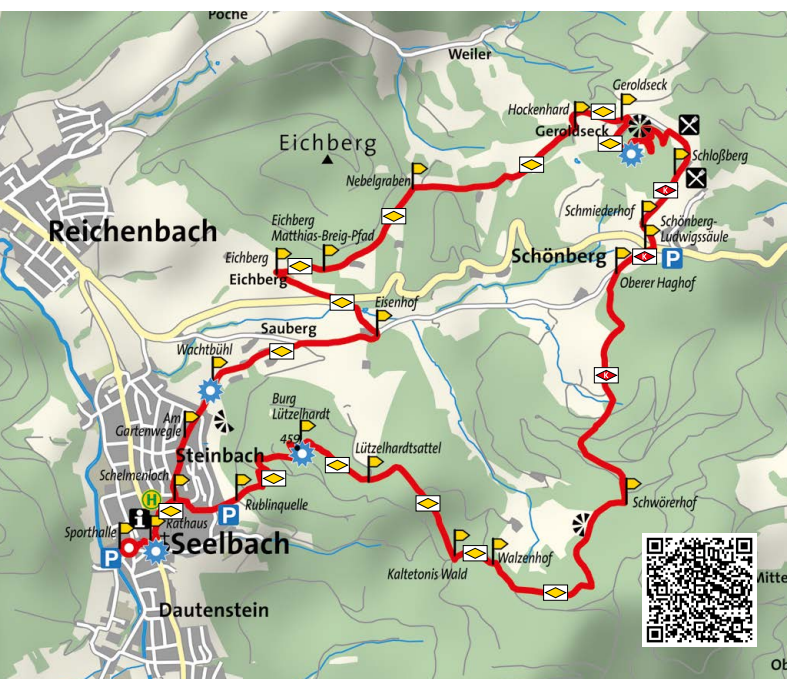 Poche
Weiler
Geroldseck
Hockenhard
Geroldseck
Eichberg
Schloßberg
Nebelgraben
K
Schmiederhof
Eichberg
Matthias-Breig-Pfad
Schönberg-
Ludwigssäule
Reichenbach
Eichberg
Schönberg
K
P
Eichberg
Oberer Haghof
Eisenhof
Sauberg
Wachtbühl
K
Burg
Lützelhardt
Am
Gartenwegle
459
Steinbach
Lützelhardtsattel
Schelmenloch
Schwörerhof
H
Rublinquelle
i
P
Rathaus
Sporthalle
Seelbach
P
Walzenhof
Kaltetonis Wald
Mitte
Dautenstein
Ob